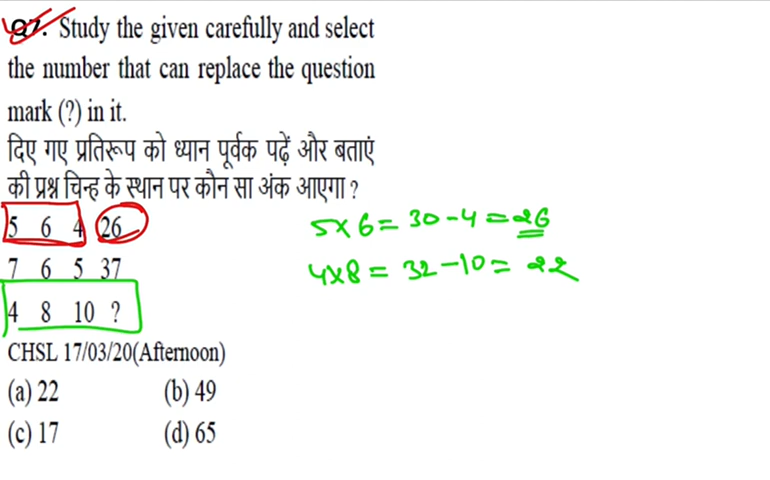 Q7. Study the given carefully and select
the number that can replace the question
mark (?) in it.
दिए गए प्रतिरूप को ध्यान पूर्वक पढ़ें और बताएं
की प्रश्न चिन्ह के स्थान पर कौन सा अंक आएगा ?
5 6 4 26
7 6 5 37
4 8 10 ?
CHSL 17/03/20(Afternoon)
(a) 22 (b) 49
(c) 17 (d) 65
5×6=30-4=26
4×8=32-10=22